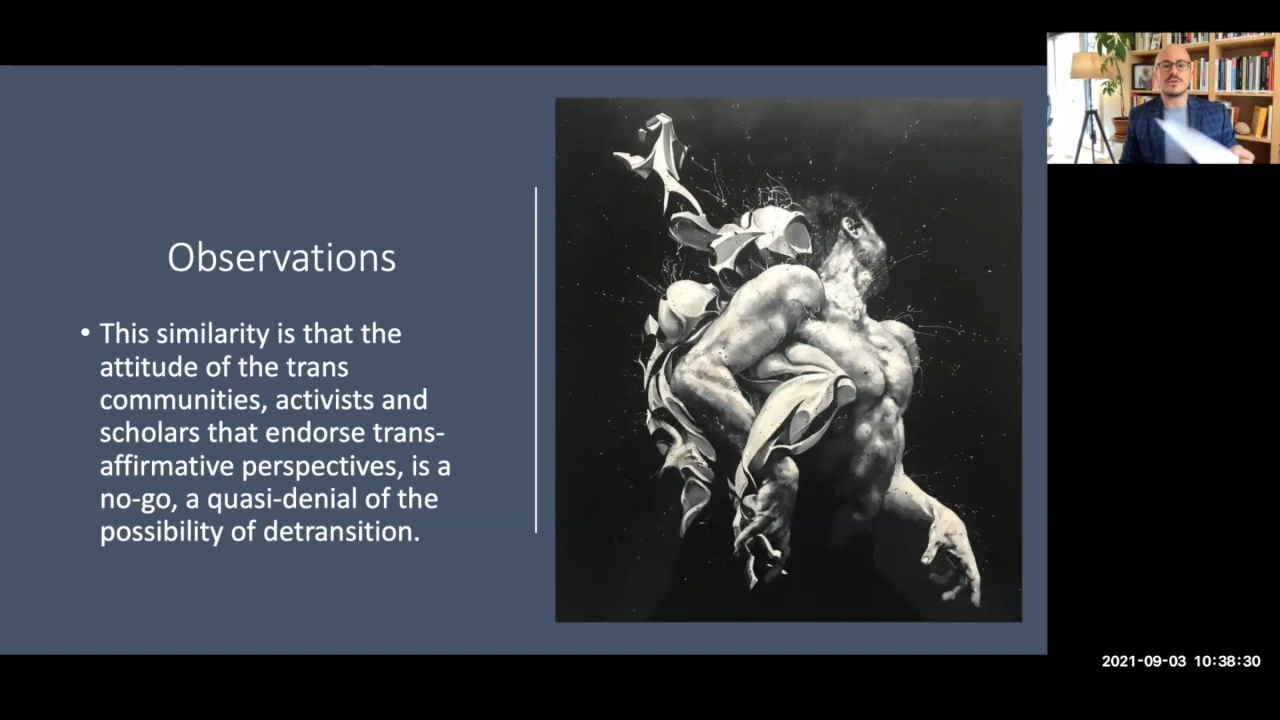 Observations
• This similarity is that the
attitude of the trans
communities, activists and
scholars that endorse trans-
affirmative perspectives, is a
no-go, a quasi-denial of the
possibility of detransition.
2021-09-03 10:38:30